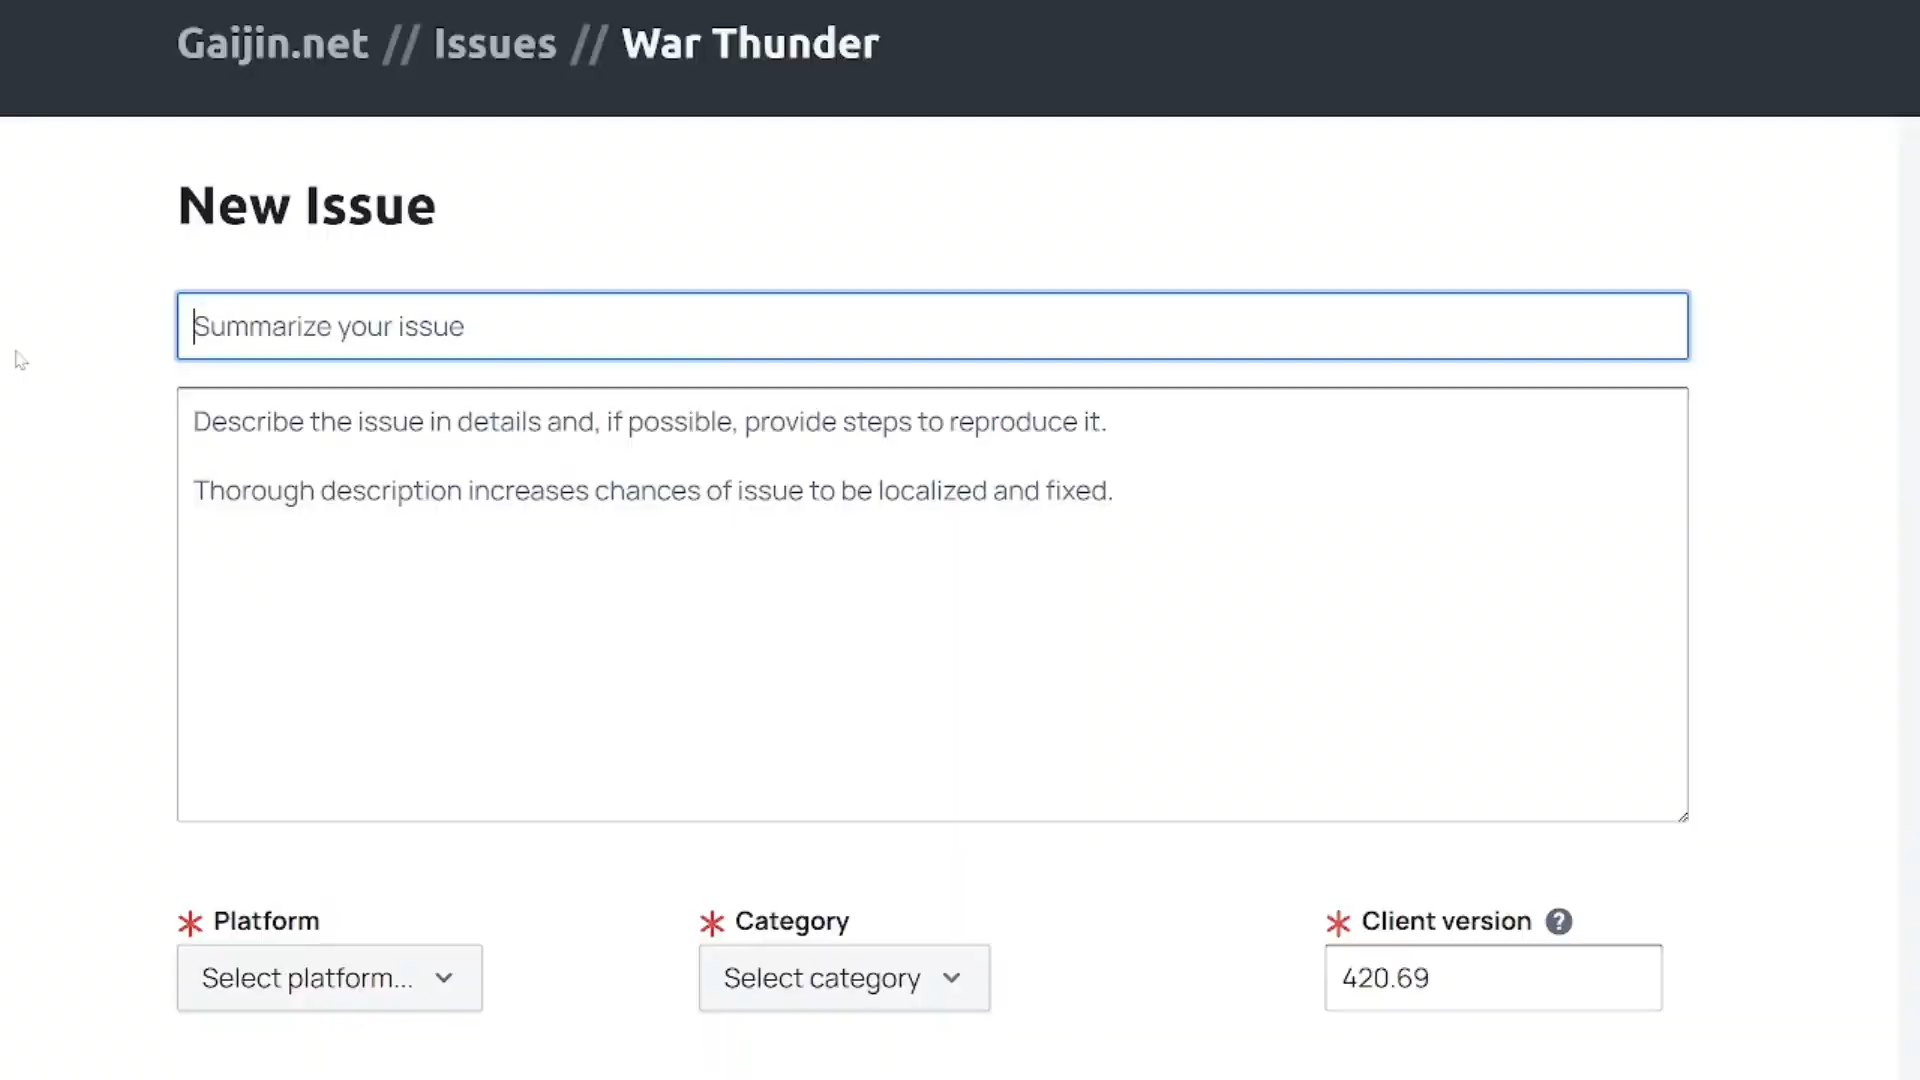 Gaijin.net // Issues // War Thunder
New Issue
Summarize your issue
Describe the issue in details and, if possible, provide steps to reproduce it.
Thorough description increases chances of issue to be localized and fixed.
* Platform * Category * Client version ?
Select platform... Select category 420.69